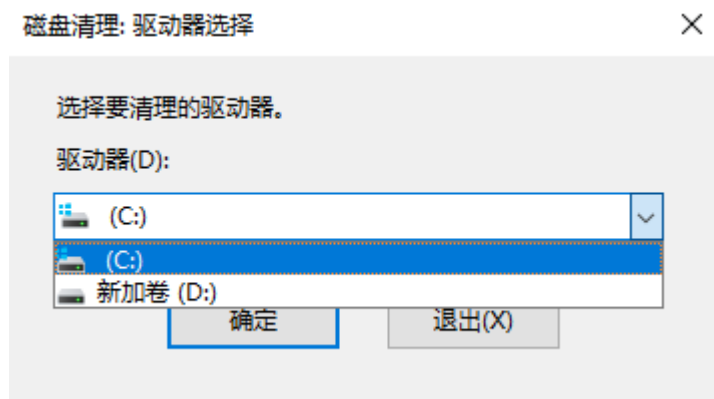 磁盘清理: 驱动器选择
选择要清理的驱动器。
驱动器(D):
(C:)
(C:)
新加卷 (D:)
确定
退出(X)